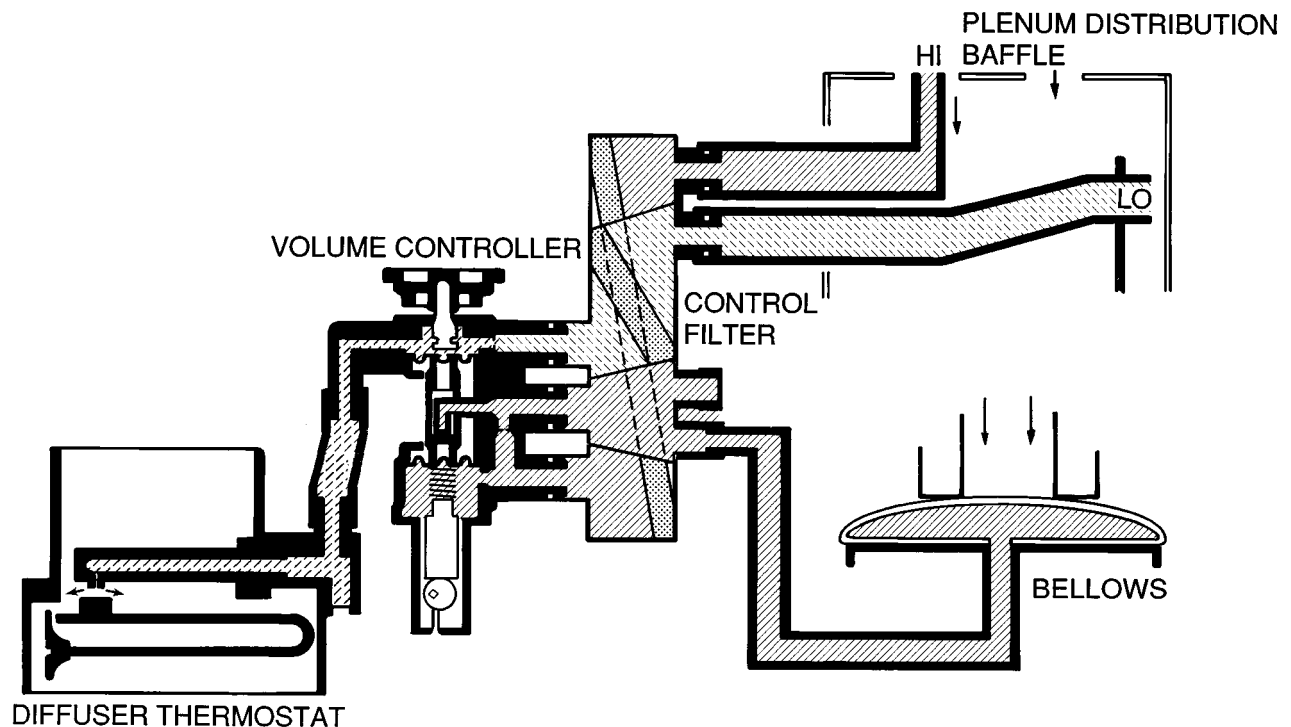 PLENUM DISTRIBUTION
BAFFLE
HI
LO
VOLUME CONTROLLER
CONTROL
FILTER
BELLOWS
DIFFUSER THERMOSTAT